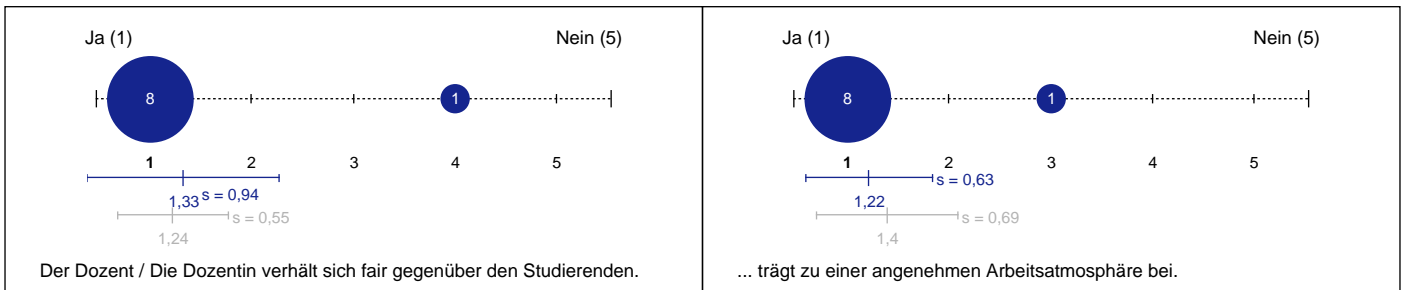 Ja (1) Nein (5)
8 1
1 2 3 4 5
s = 0,94
1,33
s = 0,55
1,24
Der Dozent / Die Dozentin verhält sich fair gegenüber den Studierenden.
Ja (1) Nein (5)
8 1
1 2 3 4 5
s = 0,63
1,22
s = 0,69
1,4
... trägt zu einer angenehmen Arbeitsatmosphäre bei.